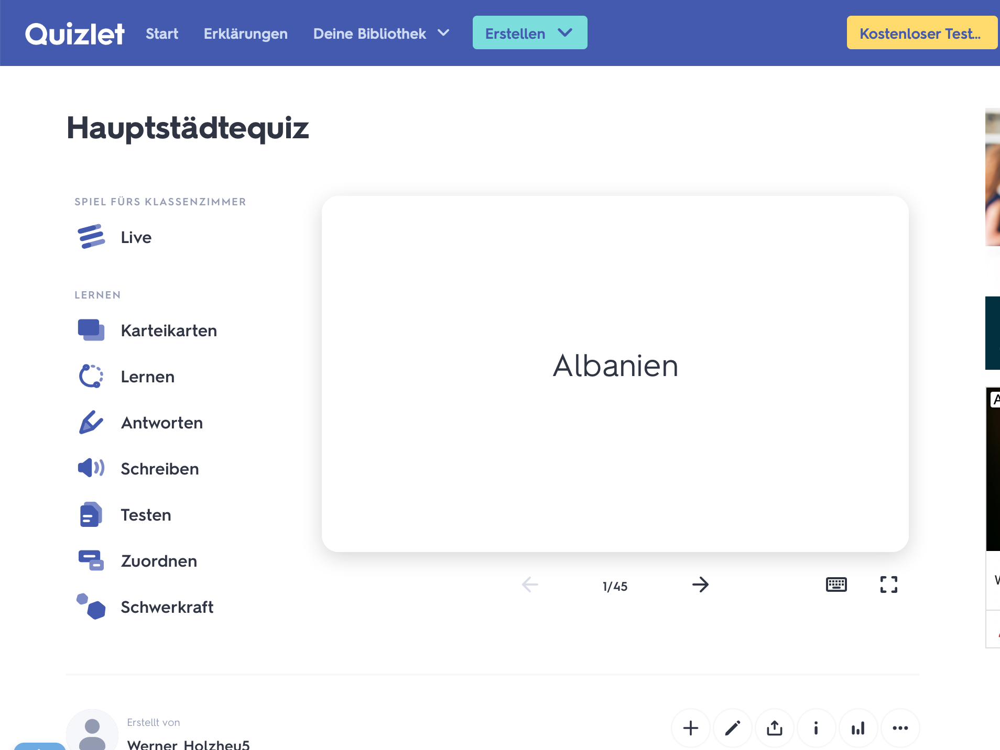 Quizlet
Start
Erklärungen
Deine Bibliothek
Erstellen
Kostenloser Test...
Hauptstädtequiz
SPIEL FÜRS KLASSENZIMMER
Live
LERNEN
Karteikarten
Lernen
Antworten
Schreiben
Testen
Zuordnen
Schwerkraft
Albanien
1/45
Erstellt von
Werner_Holzheu5